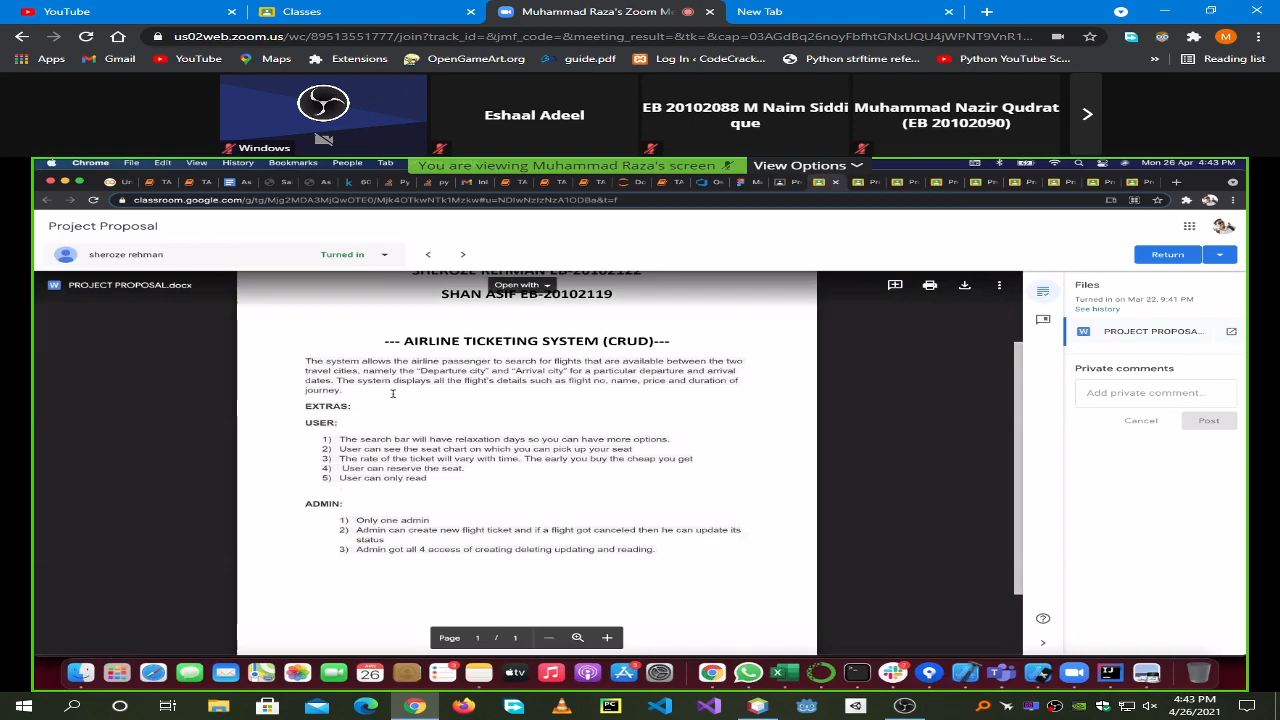 YouTube
Classes
Muhammad Raza's Zoom Me
New Tab
us02web.zoom.us/wc/89513551777/join?track_id=&jmf_code=&meeting_result=&tk=&cap=03AGdBq26noyFbfhtGNxUQU4jWPT9VnR1...
M
Apps
Gmail
YouTube
Maps
Extensions
OpenGameArt.org
guide.pdf
Log In ‹ CookieCrac...
Python strftime refe...
Python YouTube Sc...
»
Reading list
Windows
Eshaal Adeel
EB 20102088 M Naim Siddi
que
Muhammad Nazir Qudrat
(EB 20102090)
Chrome File Edit View History Bookmarks People Tab
You are viewing Muhammad Raza's screen
View Options
Mon 26 Apr 4:43 PM
Project Proposal
sheroze rehman
Turned in
Return
PROJECT PROPOSAL.docx
SHEROZE REHMAN EB-20102122
Open with
SHAN ASIF EB-20102119
--- AIRLINE TICKETING SYSTEM (CRUD)---
The system allows the airline passenger to search for flights that are available between the two
travel cities, namely the “Departure city” and “Arrival city” for a particular departure and arrival
dates. The system displays all the flight's details such as flight no, name, price and duration of
journey.
EXTRAS:
USER:
1) The search bar will have relaxation days so you can have more options.
2) User can see the seat chart on which you can pick up your seat
3) The rate of the ticket will vary with time. The early you buy the cheap you get
4) User can reserve the seat.
5) User can only read
ADMIN:
1) Only one admin
2) Admin can create new flight ticket and if a flight got canceled then he can update its
status
3) Admin got all 4 access of creating deleting updating and reading.
Page 1 / 1
Files
Turned in on Mar 22, 9:41 PM
See history
PROJECT PROPOSA...
Private comments
Add private comment...
Cancel
Post
4:43 PM
4/26/2021